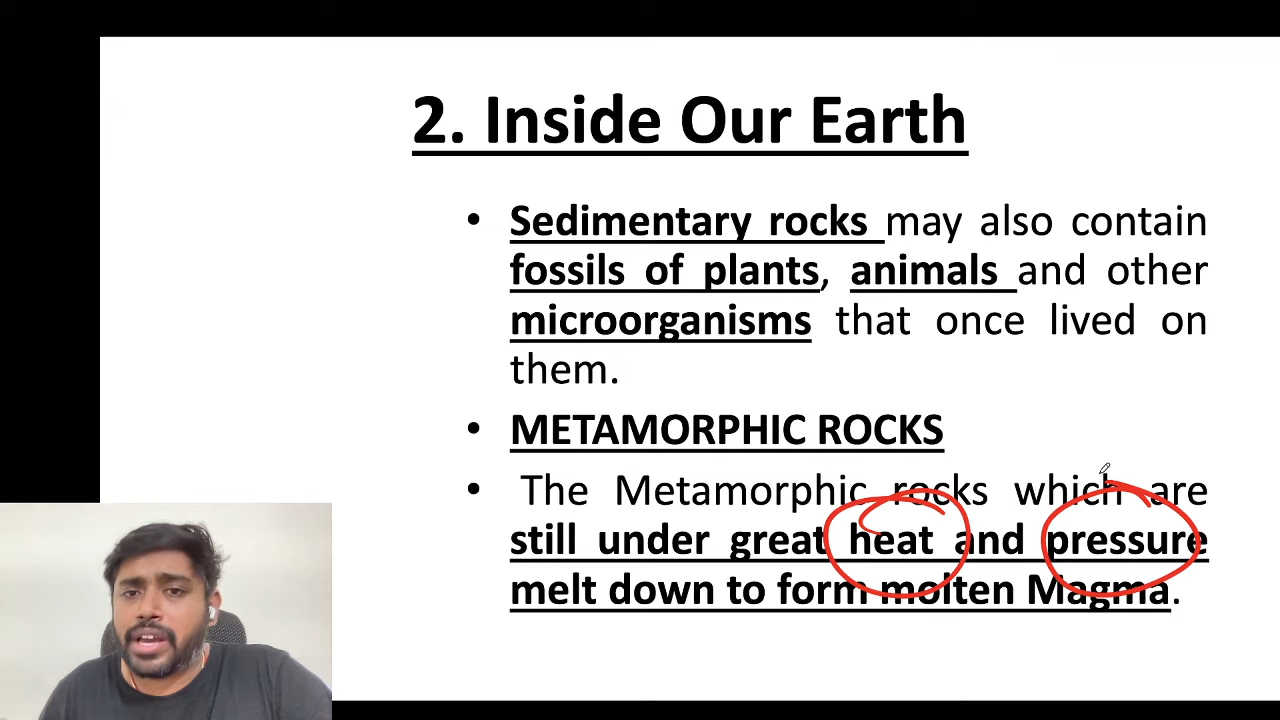 2. Inside Our Earth
• Sedimentary rocks may also contain
fossils of plants, animals and other
microorganisms that once lived on
them.
• METAMORPHIC ROCKS
• The Metamorphic rocks which are
still under great heat and pressure
melt down to form molten Magma.